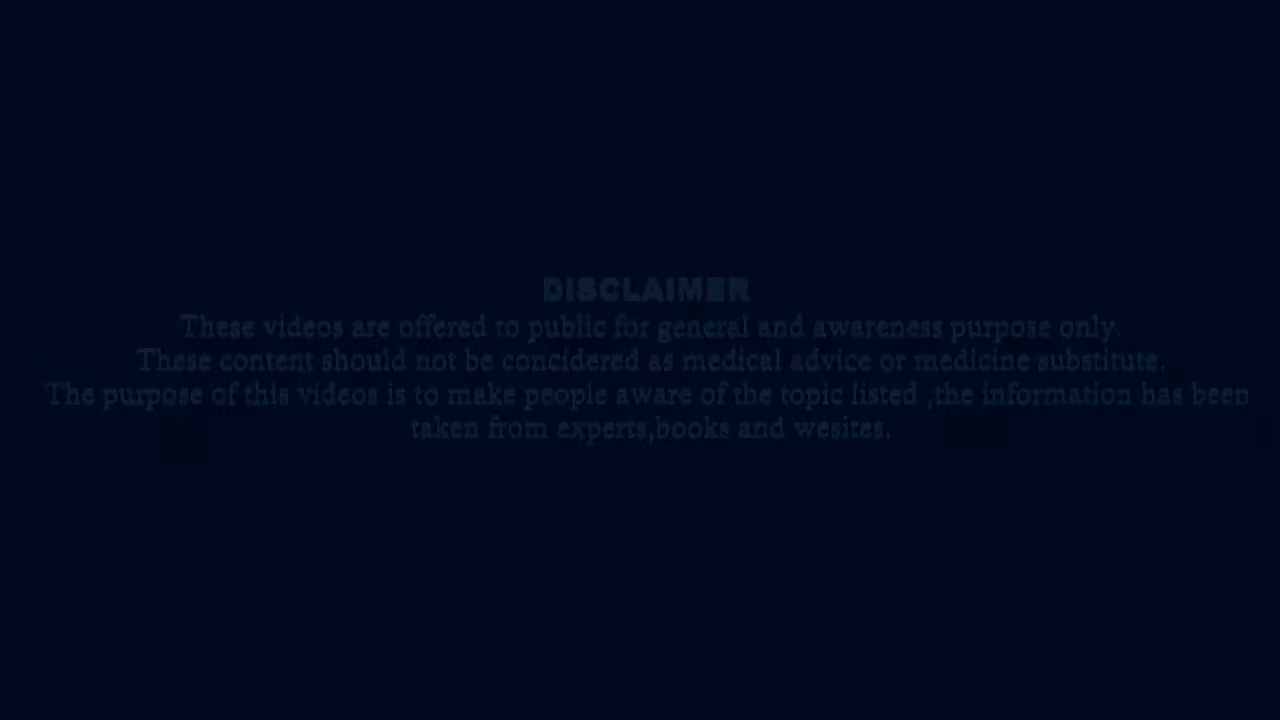 DISCLAIMER
These videos are offered to public for general and awareness purpose only.
These content should not be concidered as medical advice or medicine substitute.
The purpose of this videos is to make people aware of the topic listed ,the information has been
taken from experts,books and wesites.